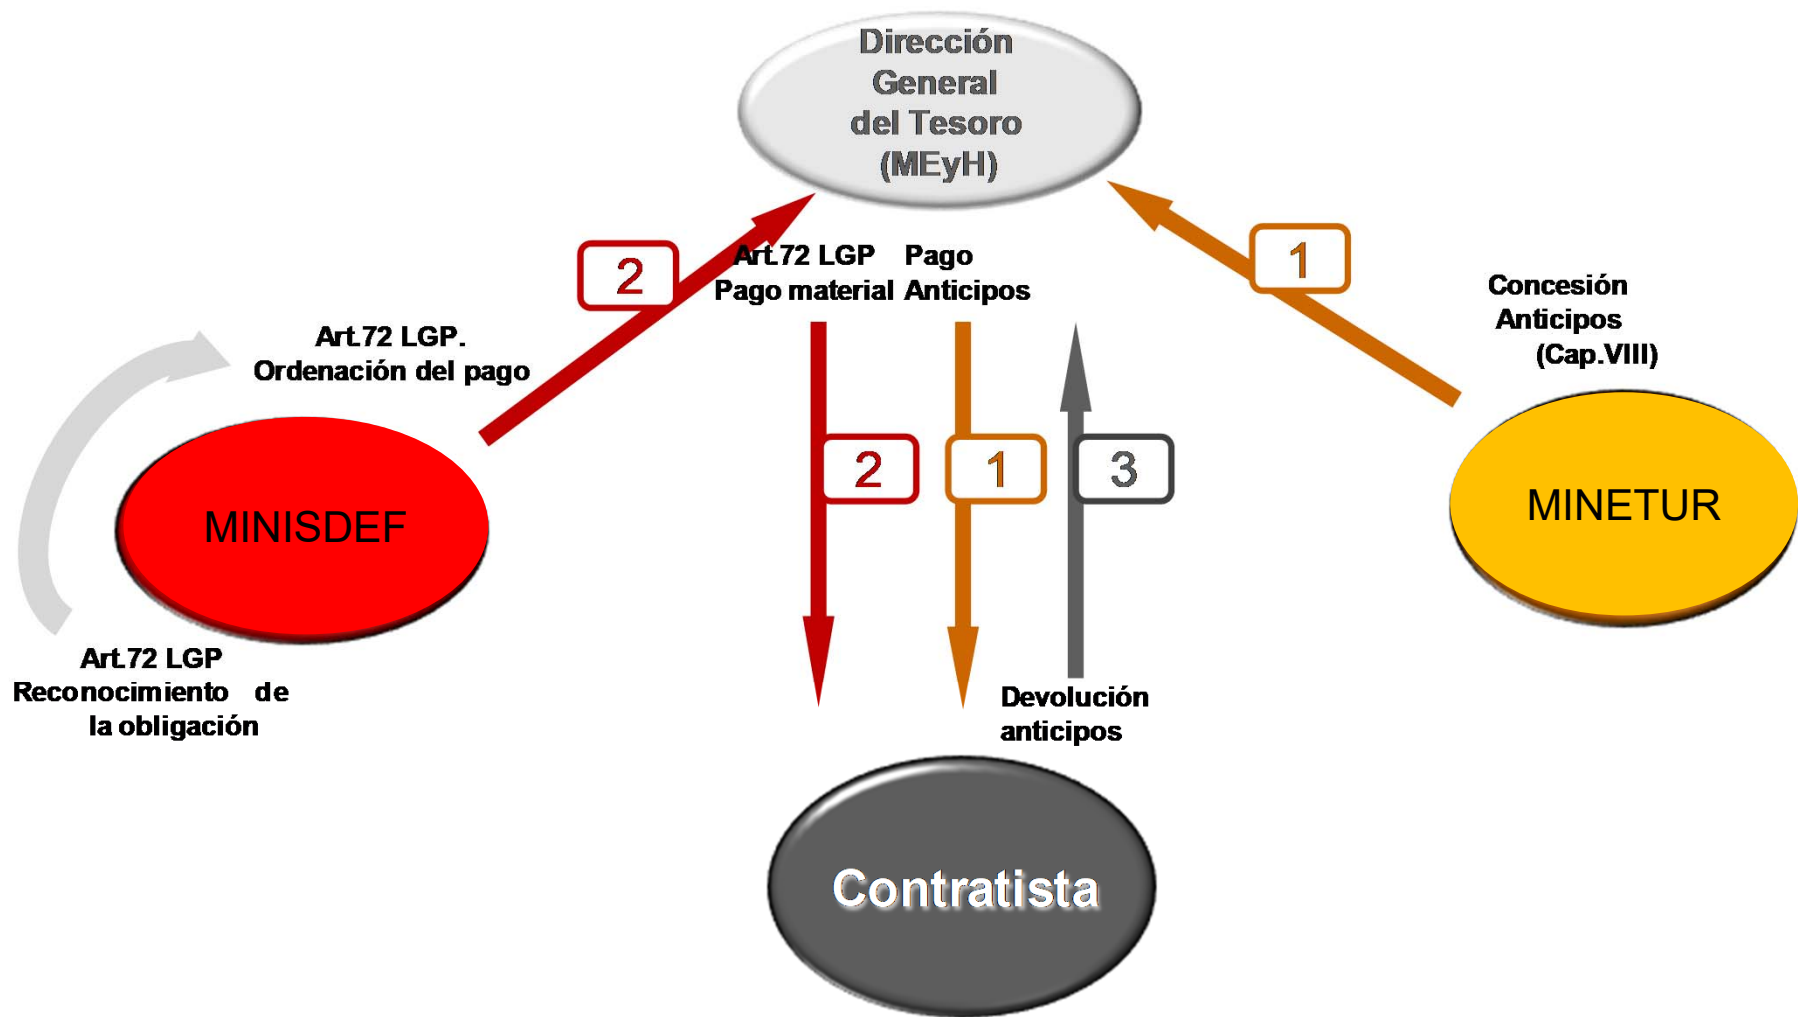 Dirección
General
del Tesoro
(MEyH)
2
1
Art.72 LGP
Pago material
Pago
Anticipos
Concesión
Anticipos
(Cap.VIII)
Art.72 LGP.
Ordenación del pago
2
1
3
MINISDEF
MINETUR
Art.72 LGP
Reconocimiento de
la obligación
Devolución
anticipos
Contratista